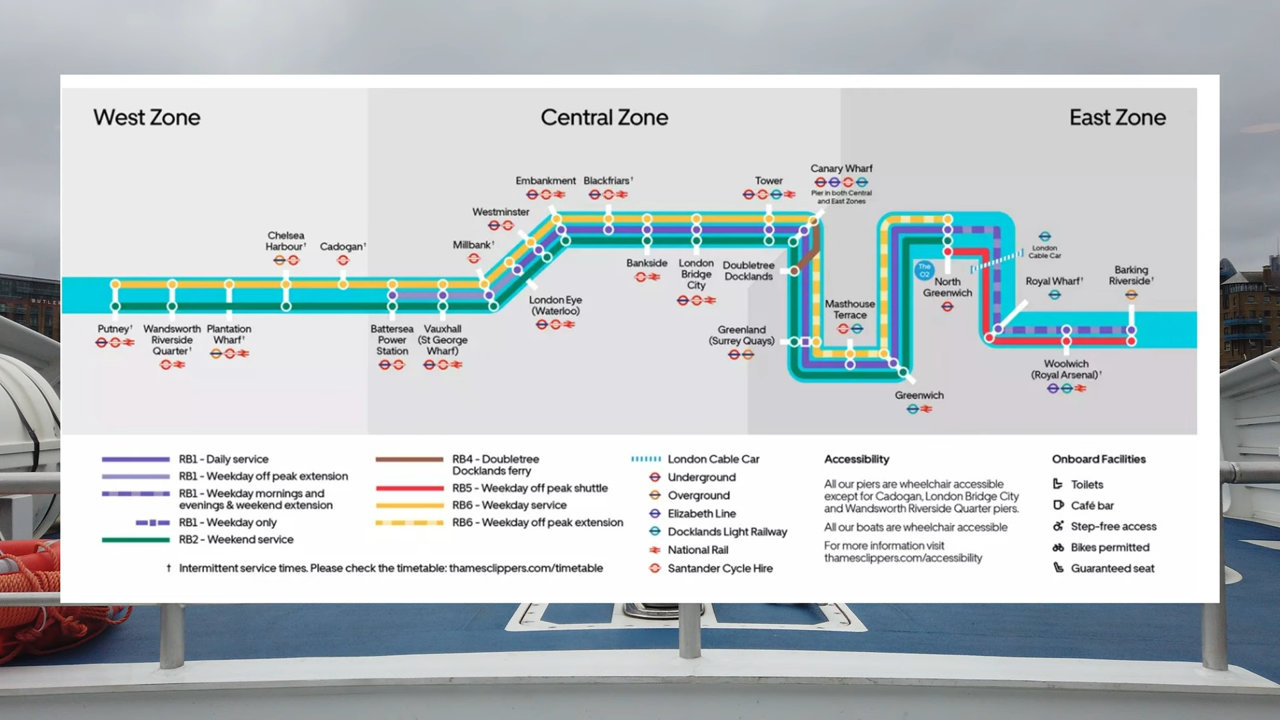 West Zone
Central Zone
East Zone
Canary Wharf
Pier in both Central
and East Zones
Embankment
Blackfriars†
Tower
Westminster
Chelsea
Harbour†
Cadogan†
Millbank†
London
Cable Car
Bankside
London
Bridge
City
Doubletree
Docklands
The
O2
North
Greenwich
Royal Wharf†
Barking
Riverside†
London Eye
(Waterloo)
Masthouse
Terrace
Putney†
Wandsworth
Riverside
Quarter†
Plantation
Wharf†
Battersea
Power
Station
Vauxhall
(St George
Wharf)
Greenland
(Surrey Quays)
Woolwich
(Royal Arsenal)†
Greenwich
RB1 - Daily service
RB1 - Weekday off peak extension
RB1 - Weekday mornings and
evenings & weekend extension
RB1 - Weekday only
RB2 - Weekend service
RB4 - Doubletree
Docklands ferry
RB5 - Weekday off peak shuttle
RB6 - Weekday service
RB6 - Weekday off peak extension
† Intermittent service times. Please check the timetable: thamesclippers.com/timetable
London Cable Car
Underground
Overground
Elizabeth Line
Docklands Light Railway
National Rail
Santander Cycle Hire
Accessibility
All our piers are wheelchair accessible
except for Cadogan, London Bridge City
and Wandsworth Riverside Quarter piers.
All our boats are wheelchair accessible
For more information visit
thamesclippers.com/accessibility
Onboard Facilities
Toilets
Café bar
Step-free access
Bikes permitted
Guaranteed seat